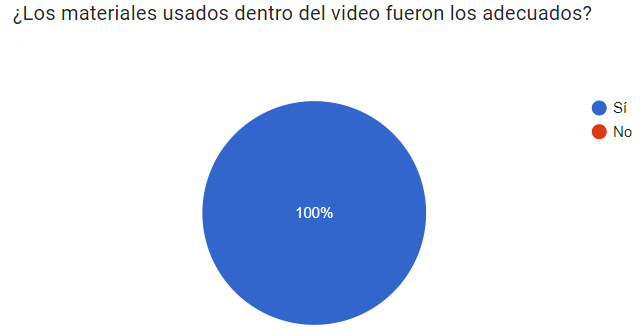 ¿Los materiales usados dentro del video fueron los adecuados?
Sí
No
100%